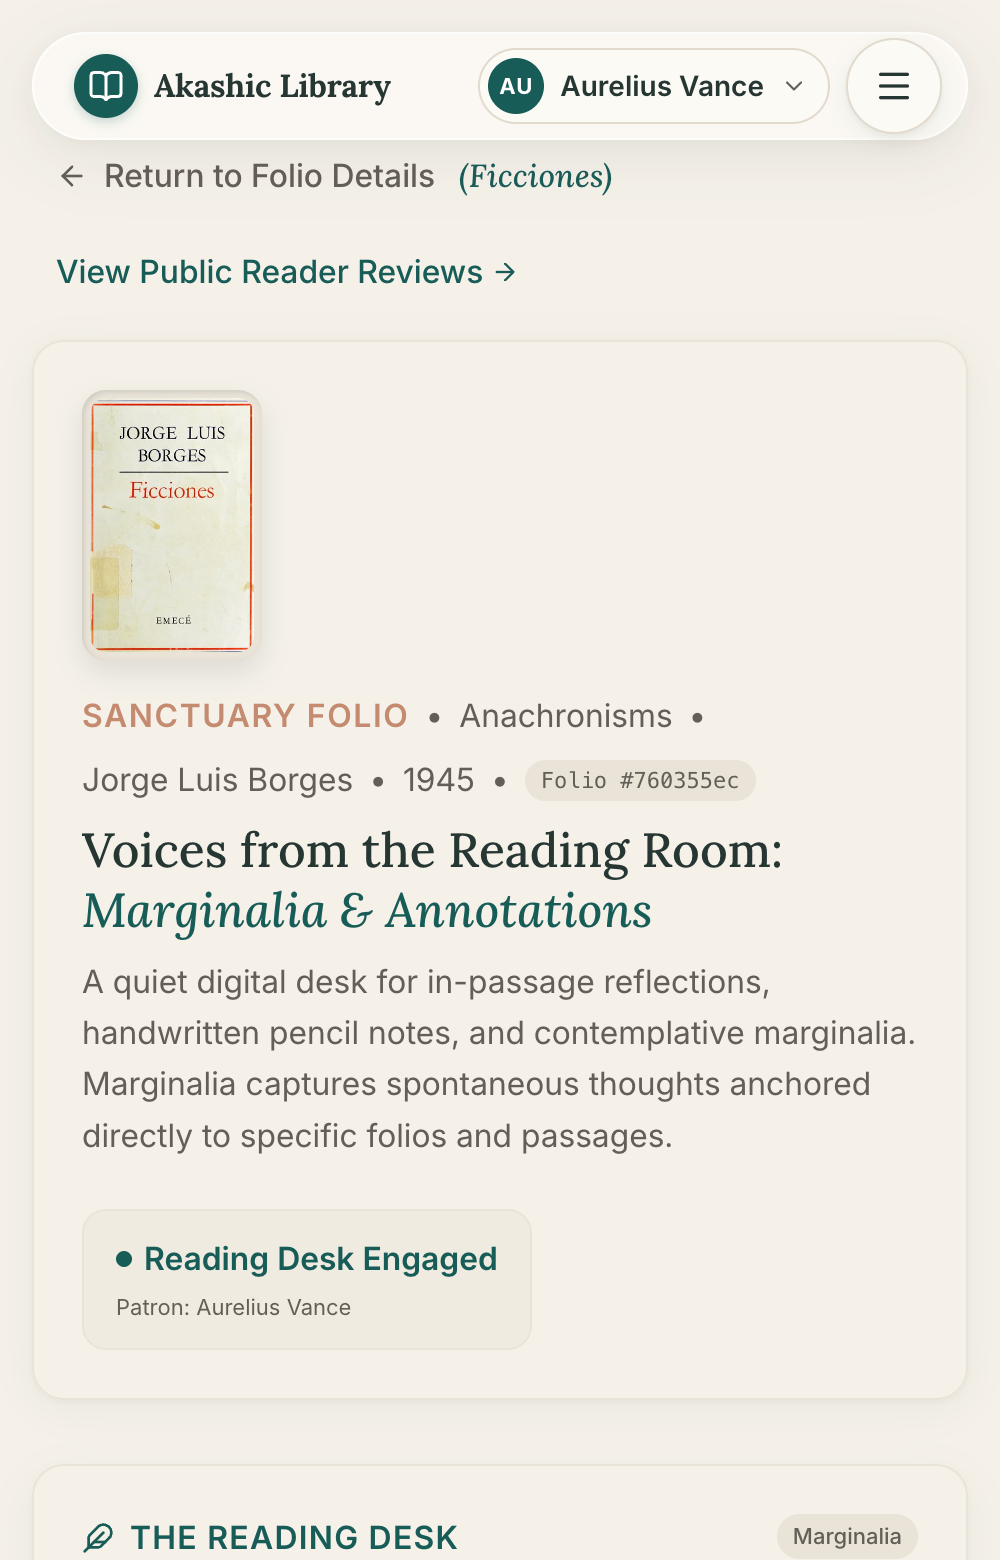 Akashic Library
AU Aurelius Vance
← Return to Folio Details (Ficciones)
View Public Reader Reviews →
JORGE LUIS
BORGES
Ficciones
EMECÉ
SANCTUARY FOLIO • Anachronisms •
Jorge Luis Borges • 1945 • Folio #760355ec
Voices from the Reading Room:
Marginalia & Annotations
A quiet digital desk for in-passage reflections,
handwritten pencil notes, and contemplative marginalia.
Marginalia captures spontaneous thoughts anchored
directly to specific folios and passages.
Reading Desk Engaged
Patron: Aurelius Vance
THE READING DESK Marginalia